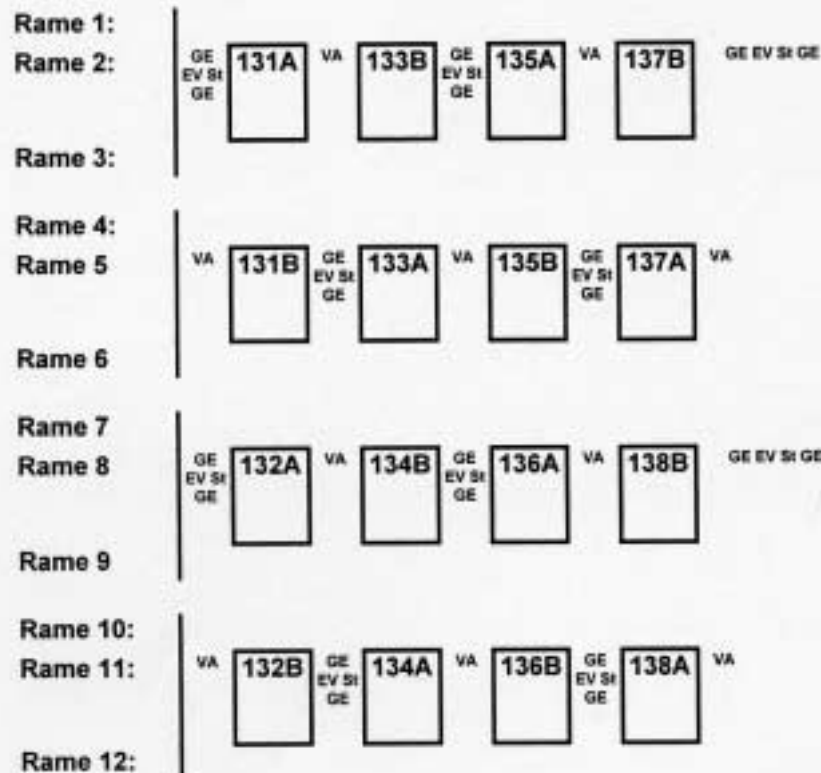 Rame 1:
Rame 2:
GE
EV St
GE
131A
VA
133B
GE
EV St
GE
135A
VA
137B
GE EV St GE
Rame 3:
Rame 4:
Rame 5
VA
131B
GE
EV St
GE
133A
VA
135B
GE
EV St
GE
137A
VA
Rame 6
Rame 7
Rame 8
GE
EV St
GE
132A
VA
134B
GE
EV St
GE
136A
VA
138B
GE EV St GE
Rame 9
Rame 10:
Rame 11:
VA
132B
GE
EV St
GE
134A
VA
136B
GE
EV St
GE
138A
VA
Rame 12: